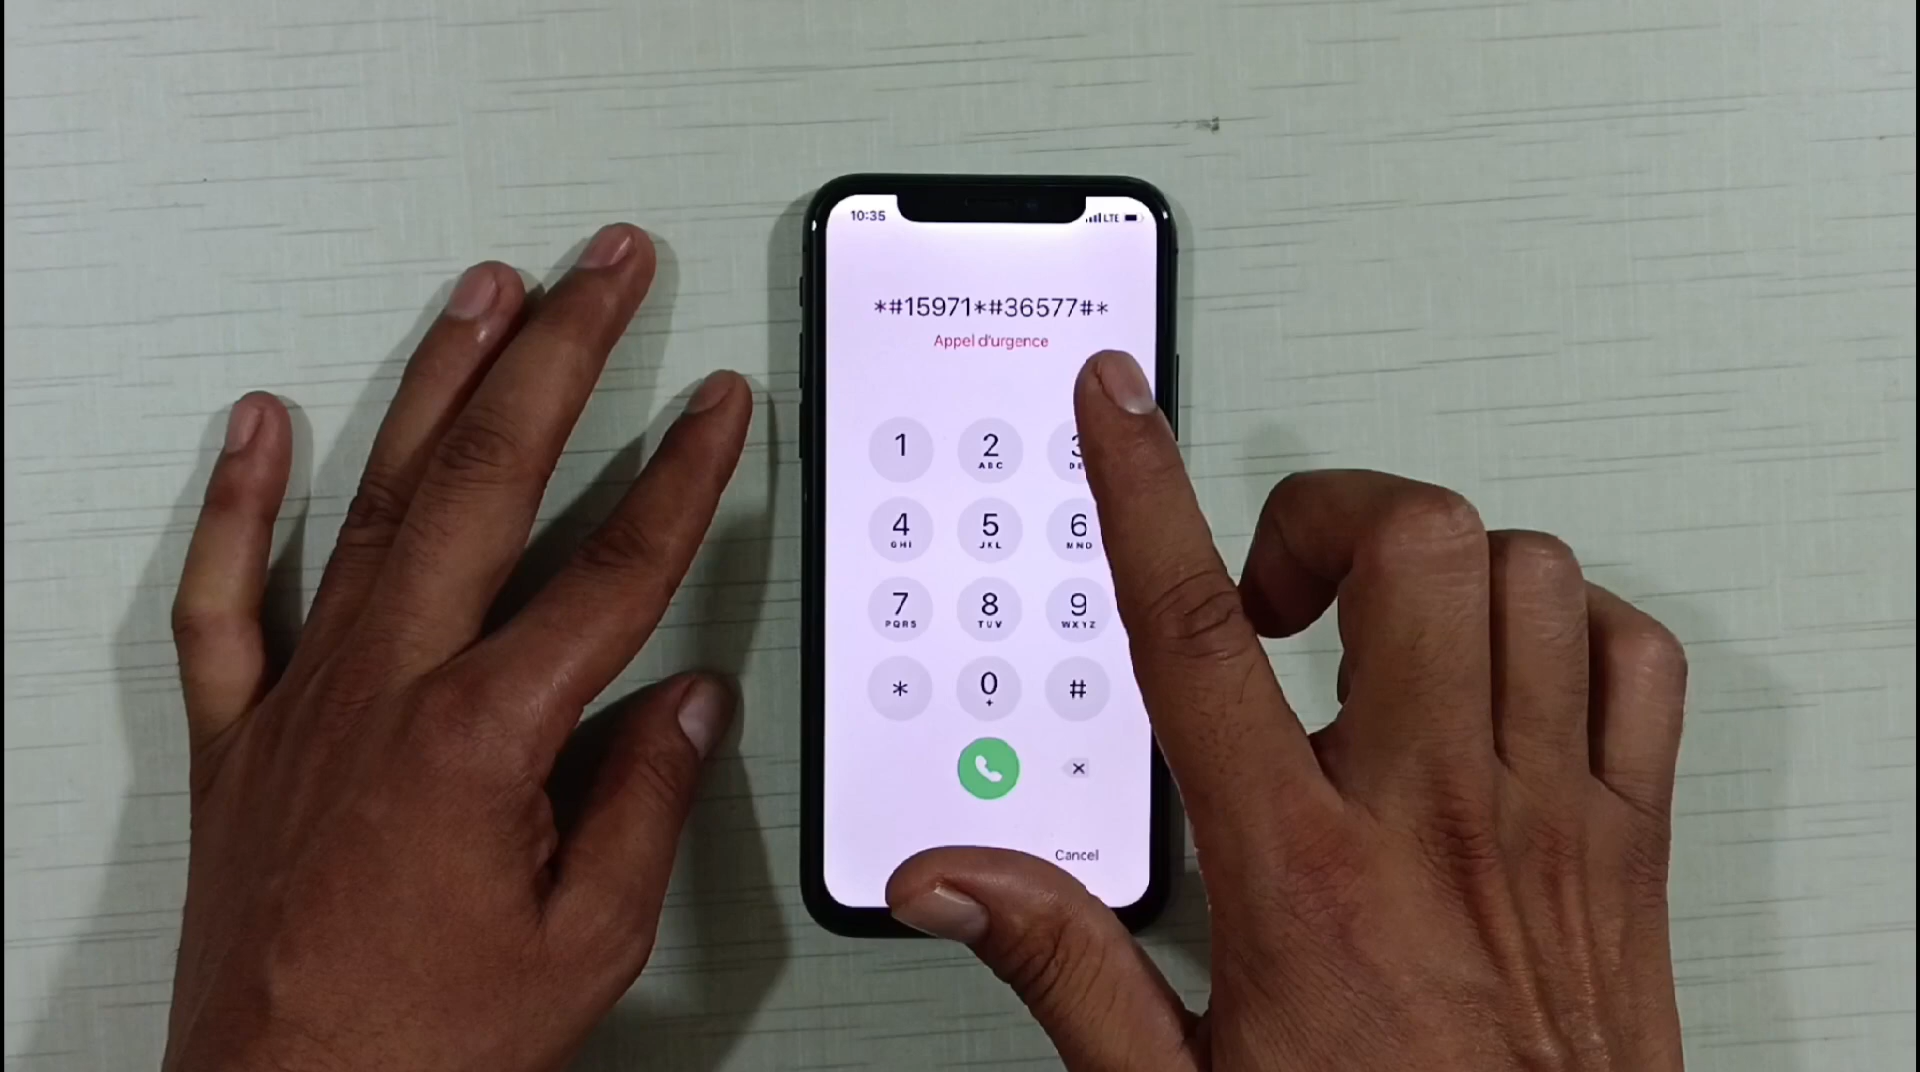 10:35 LTE
*#15971*#36577#*
Appel d'urgence
1 2 3
ABC
4 5 6
GHI JKL MNO
7 8 9
PQRS TUV WXYZ
* 0 #
+
Cancel